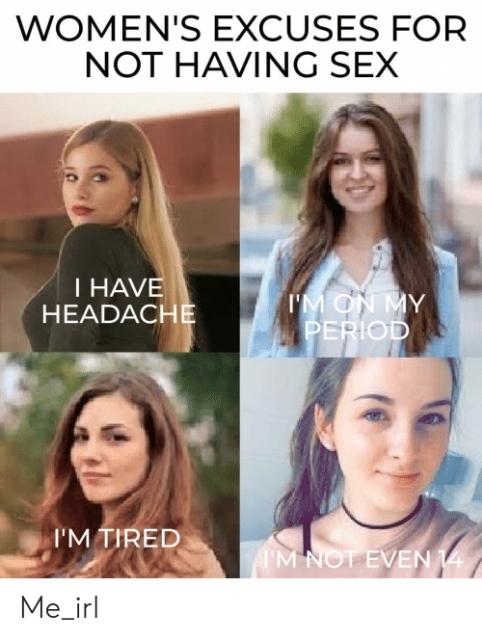 WOMEN'S EXCUSES FOR
NOT HAVING SEX
I HAVE
HEADACHE
I'M ON MY
PERIOD
I'M TIRED
I'M NOT EVEN 14
Me_irl